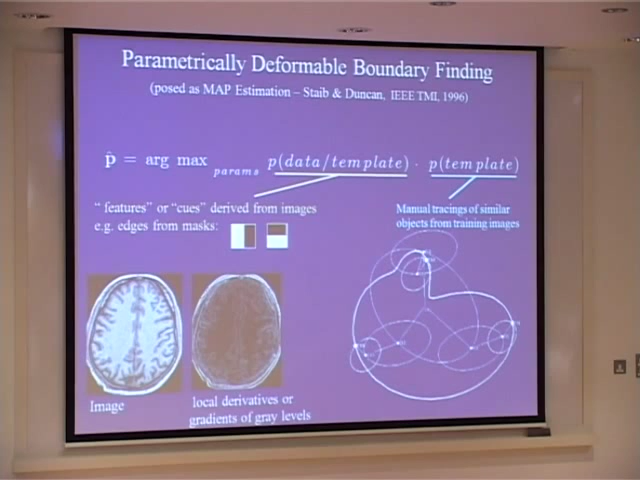 Parametrically Deformable Boundary Finding
(posed as MAP Estimation – Staib & Duncan, IEEE TMI, 1996)
p̂ = arg max params p(data/template) · p(template)
“ features” or “cues” derived from images
e.g. edges from masks:
Manual tracings of similar
objects from training images
Image
local derivatives or
gradients of gray levels